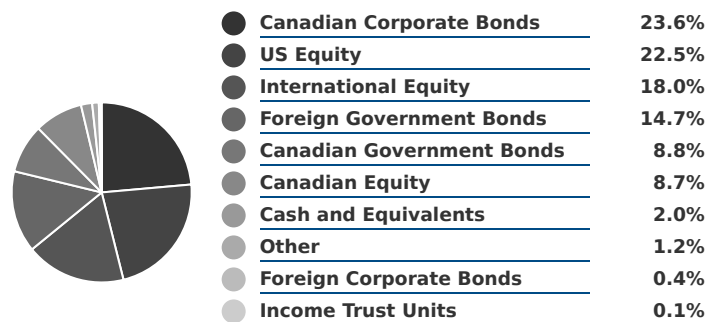 Canadian Corporate Bonds 23.6%
US Equity 22.5%
International Equity 18.0%
Foreign Government Bonds 14.7%
Canadian Government Bonds 8.8%
Canadian Equity 8.7%
Cash and Equivalents 2.0%
Other 1.2%
Foreign Corporate Bonds 0.4%
Income Trust Units 0.1%